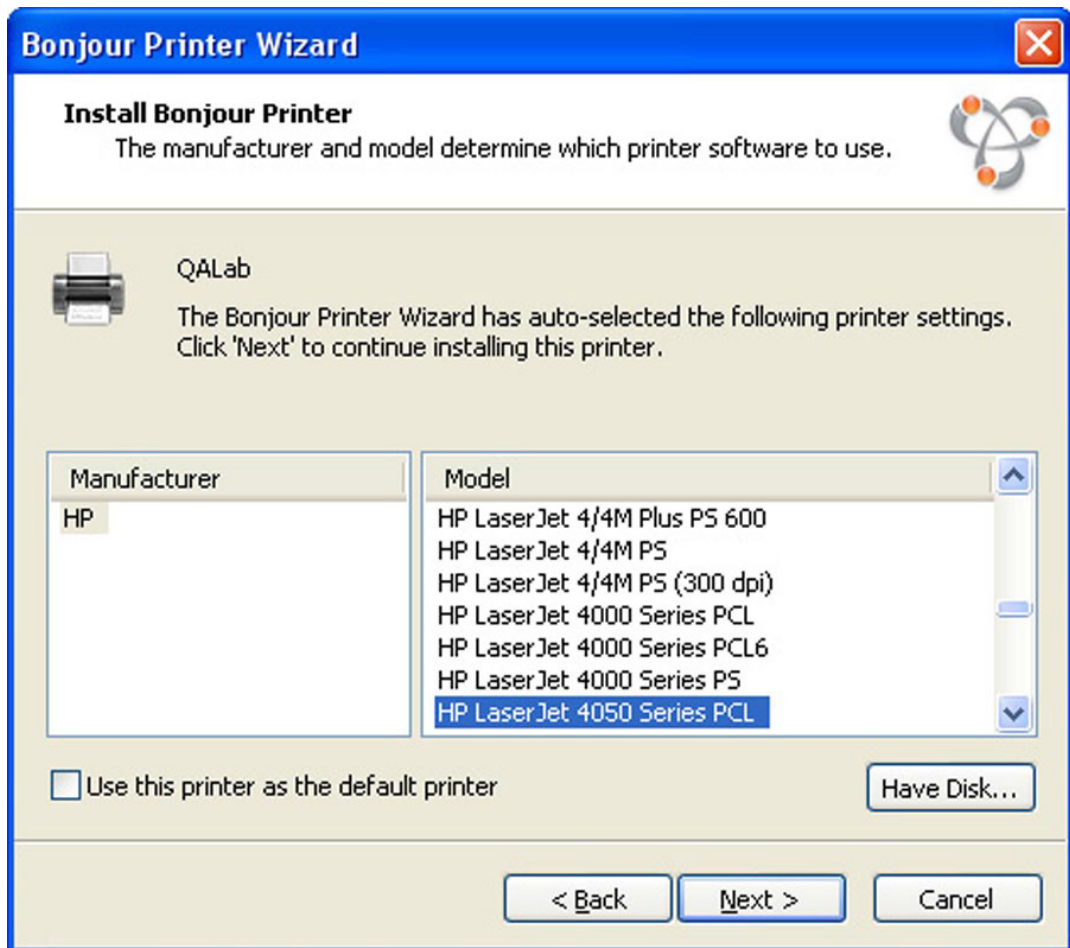 Bonjour Printer Wizard
Install Bonjour Printer
The manufacturer and model determine which printer software to use.
QALab
The Bonjour Printer Wizard has auto-selected the following printer settings.
Click 'Next' to continue installing this printer.
Manufacturer
HP
Model
HP LaserJet 4/4M Plus PS 600
HP LaserJet 4/4M PS
HP LaserJet 4/4M PS (300 dpi)
HP LaserJet 4000 Series PCL
HP LaserJet 4000 Series PCL6
HP LaserJet 4000 Series PS
HP LaserJet 4050 Series PCL
Use this printer as the default printer
Have Disk...
< Back
Next >
Cancel